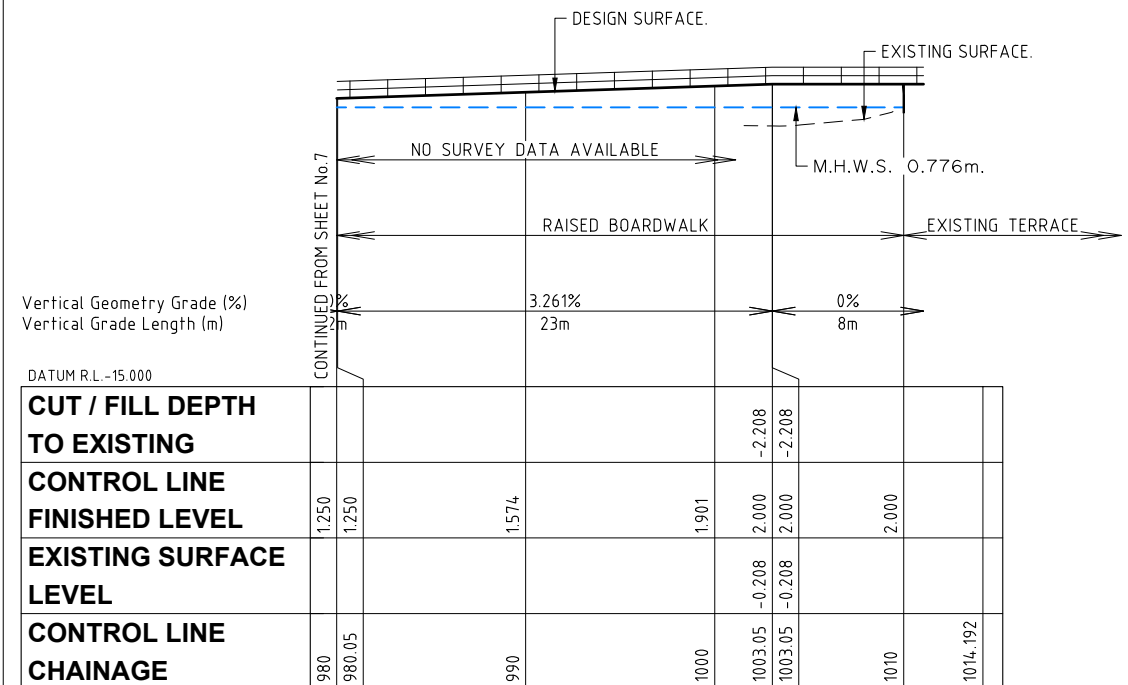 DESIGN SURFACE.
EXISTING SURFACE.
NO SURVEY DATA AVAILABLE
M.H.W.S. 0.776m.
CONTINUED FROM SHEET No.7
RAISED BOARDWALK
EXISTING TERRACE
Vertical Geometry Grade (%) 3.261% 0%
Vertical Grade Length (m) 2m 23m 8m
DATUM R.L.-15.000
CUT / FILL DEPTH
TO EXISTING
-2.208 -2.208
CONTROL LINE
FINISHED LEVEL
1.250 1.250 1.574 1.901 2.000 2.000 2.000
EXISTING SURFACE
LEVEL
-0.208 -0.208
CONTROL LINE
CHAINAGE
980 980.05 990 1000 1003.05 1003.05 1010 1014.192